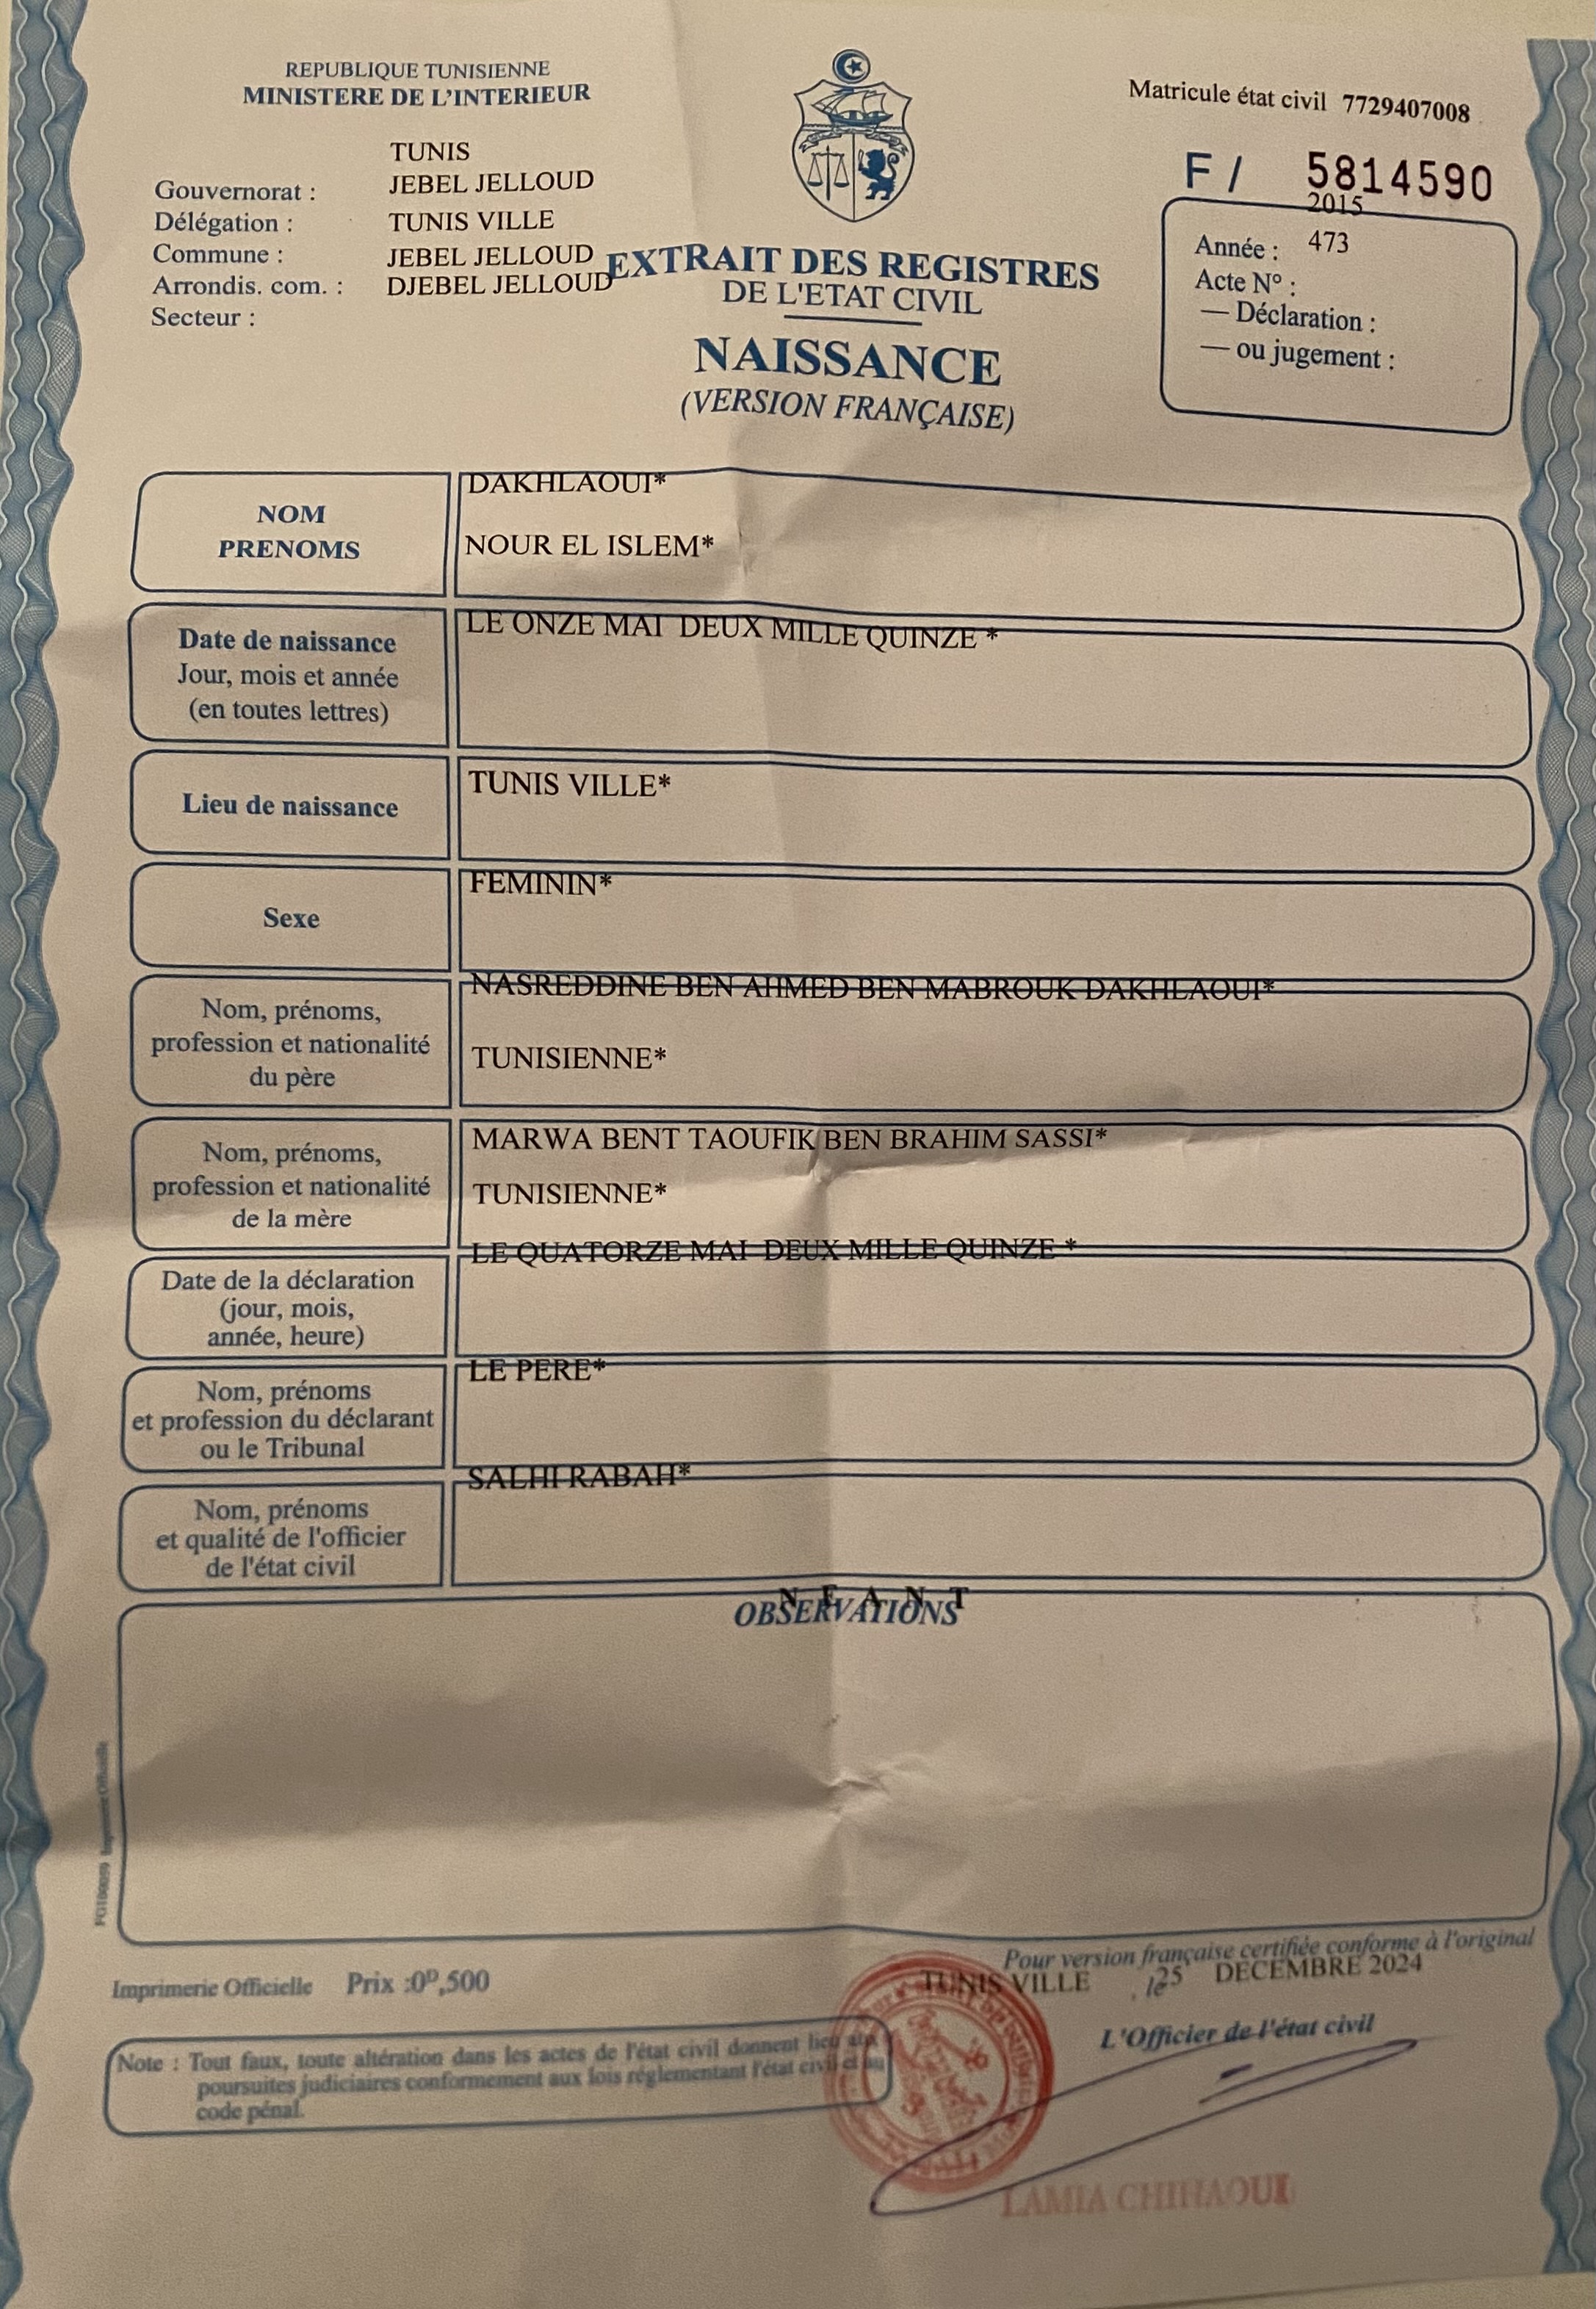 REPUBLIQUE TUNISIENNE
MINISTERE DE L'INTERIEUR
TUNIS
Gouvernorat : JEBEL JELLOUD
Délégation : TUNIS VILLE
Commune : JEBEL JELLOUD
Arrondis. com. : DJEBEL JELLOUD
Secteur :
Matricule état civil 7729407008
F / 5814590
2015
Année : 473
Acte Nº :
— Déclaration :
— ou jugement :
EXTRAIT DES REGISTRES
DE L'ETAT CIVIL
NAISSANCE
(VERSION FRANÇAISE)
NOM
PRENOMS
DAKHLAOUI*
NOUR EL ISLEM*
Date de naissance
Jour, mois et année
(en toutes lettres)
LE ONZE MAI DEUX MILLE QUINZE *
Lieu de naissance
TUNIS VILLE*
Sexe
FEMININ*
Nom, prénoms,
profession et nationalité
du père
NASREDDINE BEN AHMED BEN MABROUK DAKHLAOUI*
TUNISIENNE*
Nom, prénoms,
profession et nationalité
de la mère
MARWA BENT TAOUFIK BEN BRAHIM SASSI*
TUNISIENNE*
Date de la déclaration
(jour, mois,
année, heure)
LE QUATORZE MAI DEUX MILLE QUINZE *
Nom, prénoms
et profession du déclarant
ou le Tribunal
LE PERE*
Nom, prénoms
et qualité de l'officier
de l'état civil
SALHI RABAH*
N E A N T
OBSERVATIONS
Imprimerie Officielle
Imprimerie Officielle Prix :0ᴰ,500
Pour version française certifiée conforme à l'original
TUNIS VILLE , le 25 DECEMBRE 2024
L'Officier de l'état civil
Note : Tout faux, toute altération dans les actes de l'état civil donnent lieu aux
poursuites judiciaires conformement aux lois réglementant l'état civil et au
code pénal.
LAMIA CHIHAOUI